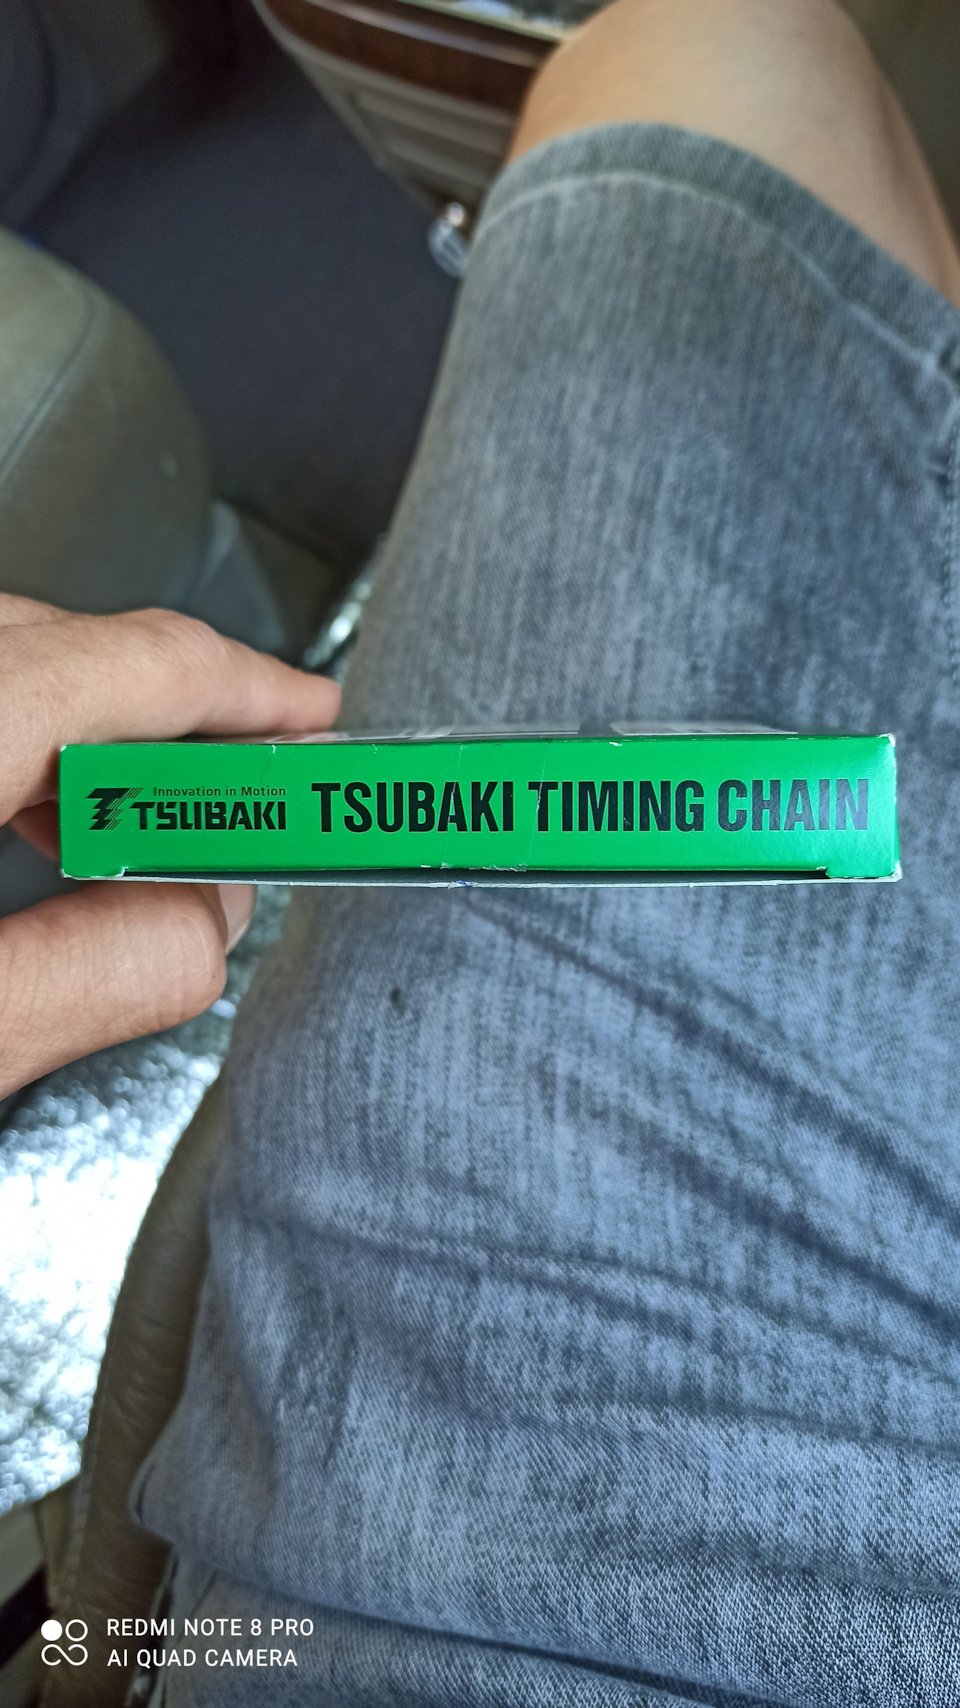 Innovation in Motion
TSUBAKI
TSUBAKI TIMING CHAIN
REDMI NOTE 8 PRO
AI QUAD CAMERA